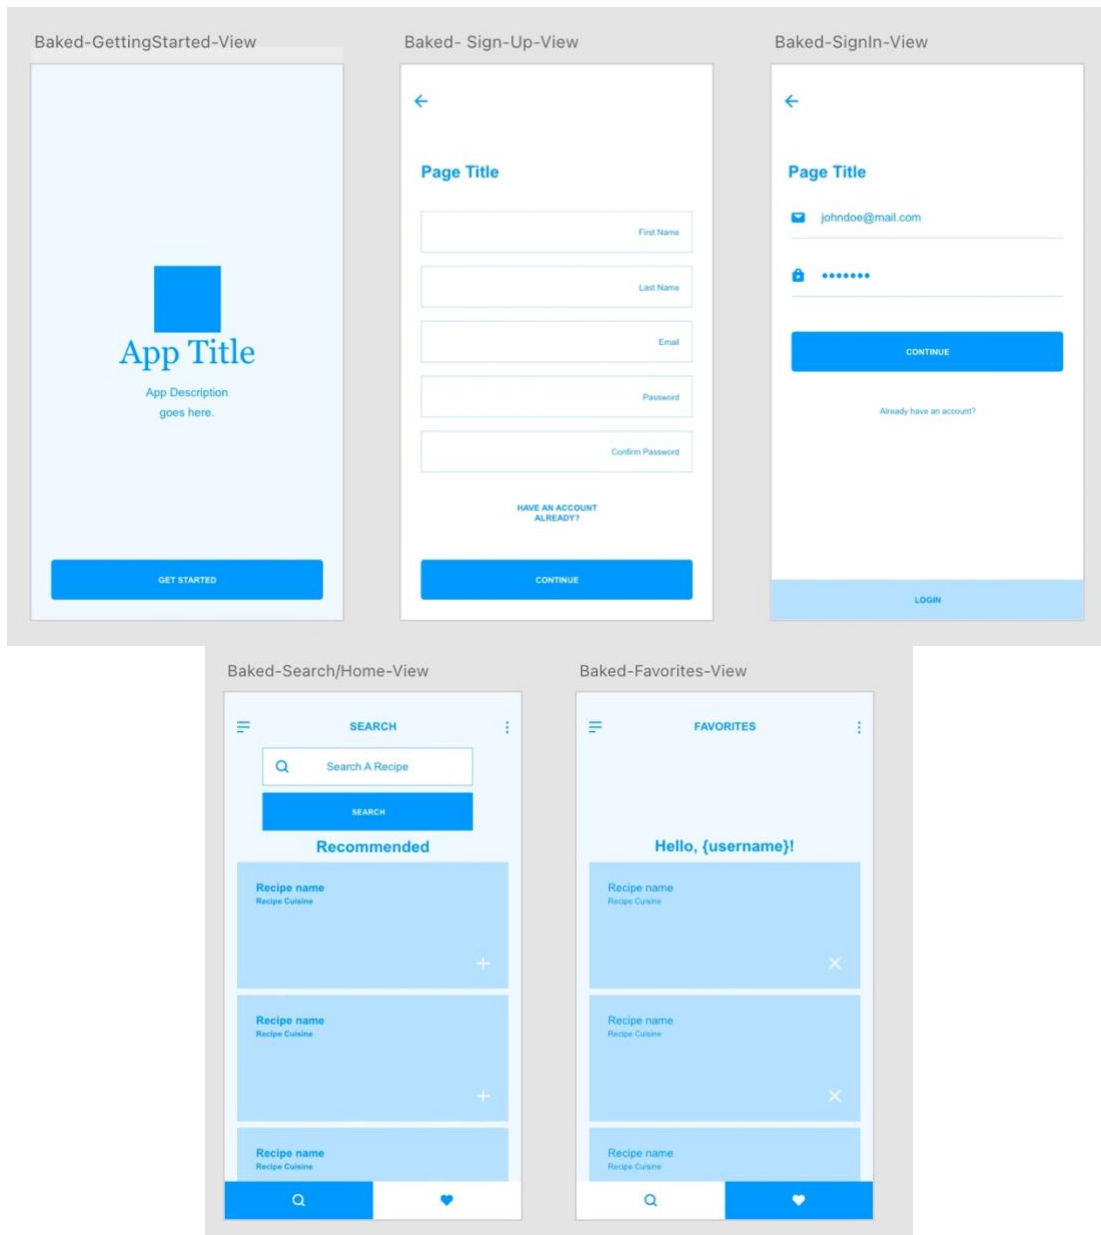 Baked-GettingStarted-View
App Title
App Description
goes here.
GET STARTED
Baked- Sign-Up-View
Page Title
First Name
Last Name
Email
Password
Confirm Password
HAVE AN ACCOUNT
ALREADY?
CONTINUE
Baked-SignIn-View
Page Title
johndoe@mail.com
CONTINUE
Already have an account?
LOGIN
Baked-Search/Home-View
SEARCH
Search A Recipe
SEARCH
Recommended
Recipe name
Recipe Cuisine
Recipe name
Recipe Cuisine
Recipe name
Recipe Cuisine
Baked-Favorites-View
FAVORITES
Hello, {username}!
Recipe name
Recipe Cuisine
Recipe name
Recipe Cuisine
Recipe name
Recipe Cuisine